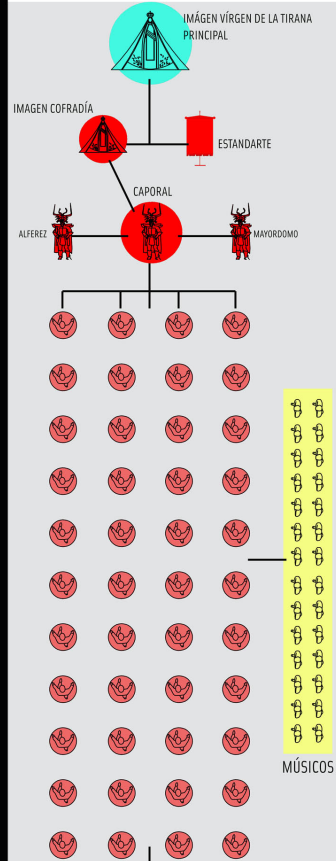 IMÁGEN VÍRGEN DE LA TIRANA
PRINCIPAL
IMAGEN COFRADÍA
ESTANDARTE
CAPORAL
ALFEREZ
MAYORDOMO
MÚSICOS